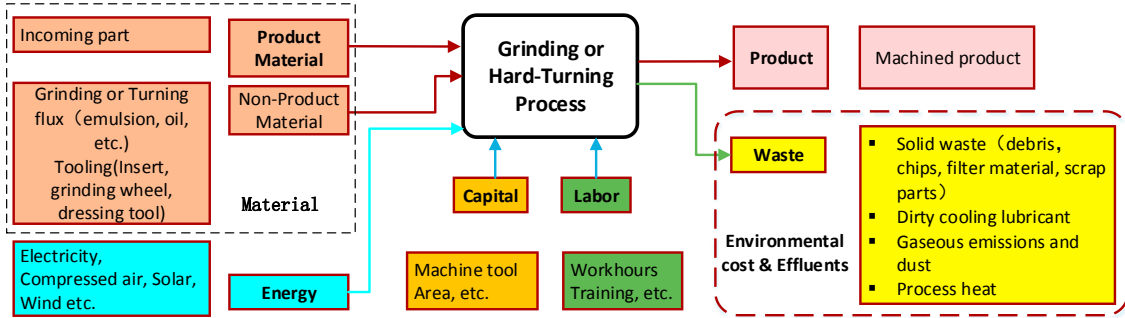 Incoming part
Product
Material
Grinding or Turning
flux（emulsion, oil,
etc.)
Tooling(Insert,
grinding wheel,
dressing tool)
Non-Product
Material
Material
Electricity,
Compressed air, Solar,
Wind etc.
Energy
Grinding or
Hard-Turning
Process
Capital
Labor
Machine tool
Area, etc.
Workhours
Training, etc.
Product
Machined product
Waste
Environmental
cost & Effluents
▪ Solid waste（debris，
chips, filter material, scrap
parts）
▪ Dirty cooling lubricant
▪ Gaseous emissions and
dust
▪ Process heat